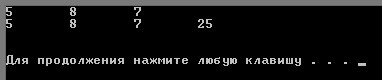 5 8 7
5 8 7 25
Для продолжения нажмите любую клавишу . . . _